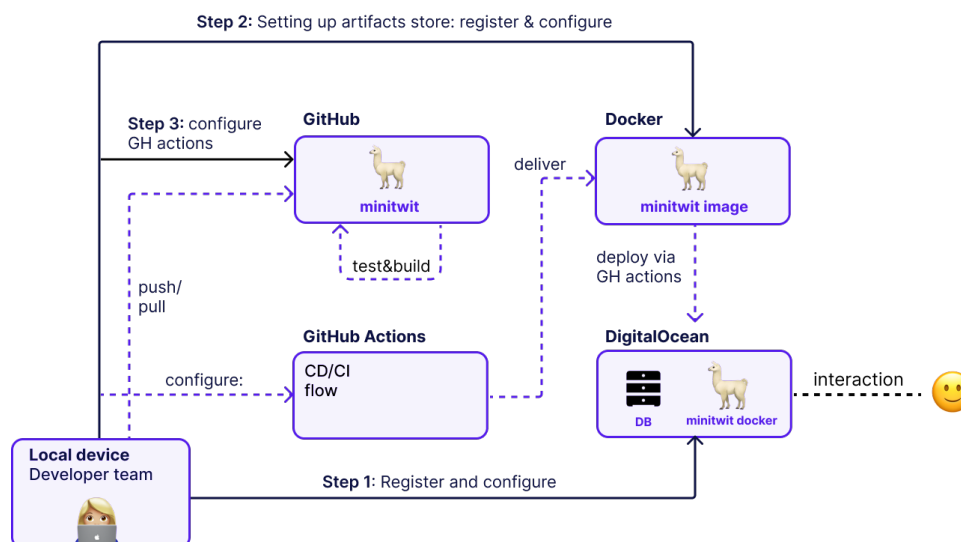 Step 2: Setting up artifacts store: register & configure
Step 3: configure
GH actions
GitHub
minitwit
Docker
minitwit image
deliver
test&build
deploy via
GH actions
push/
pull
GitHub Actions
CD/CI
flow
configure:
DigitalOcean
DB
minitwit docker
interaction
Local device
Developer team
Step 1: Register and configure